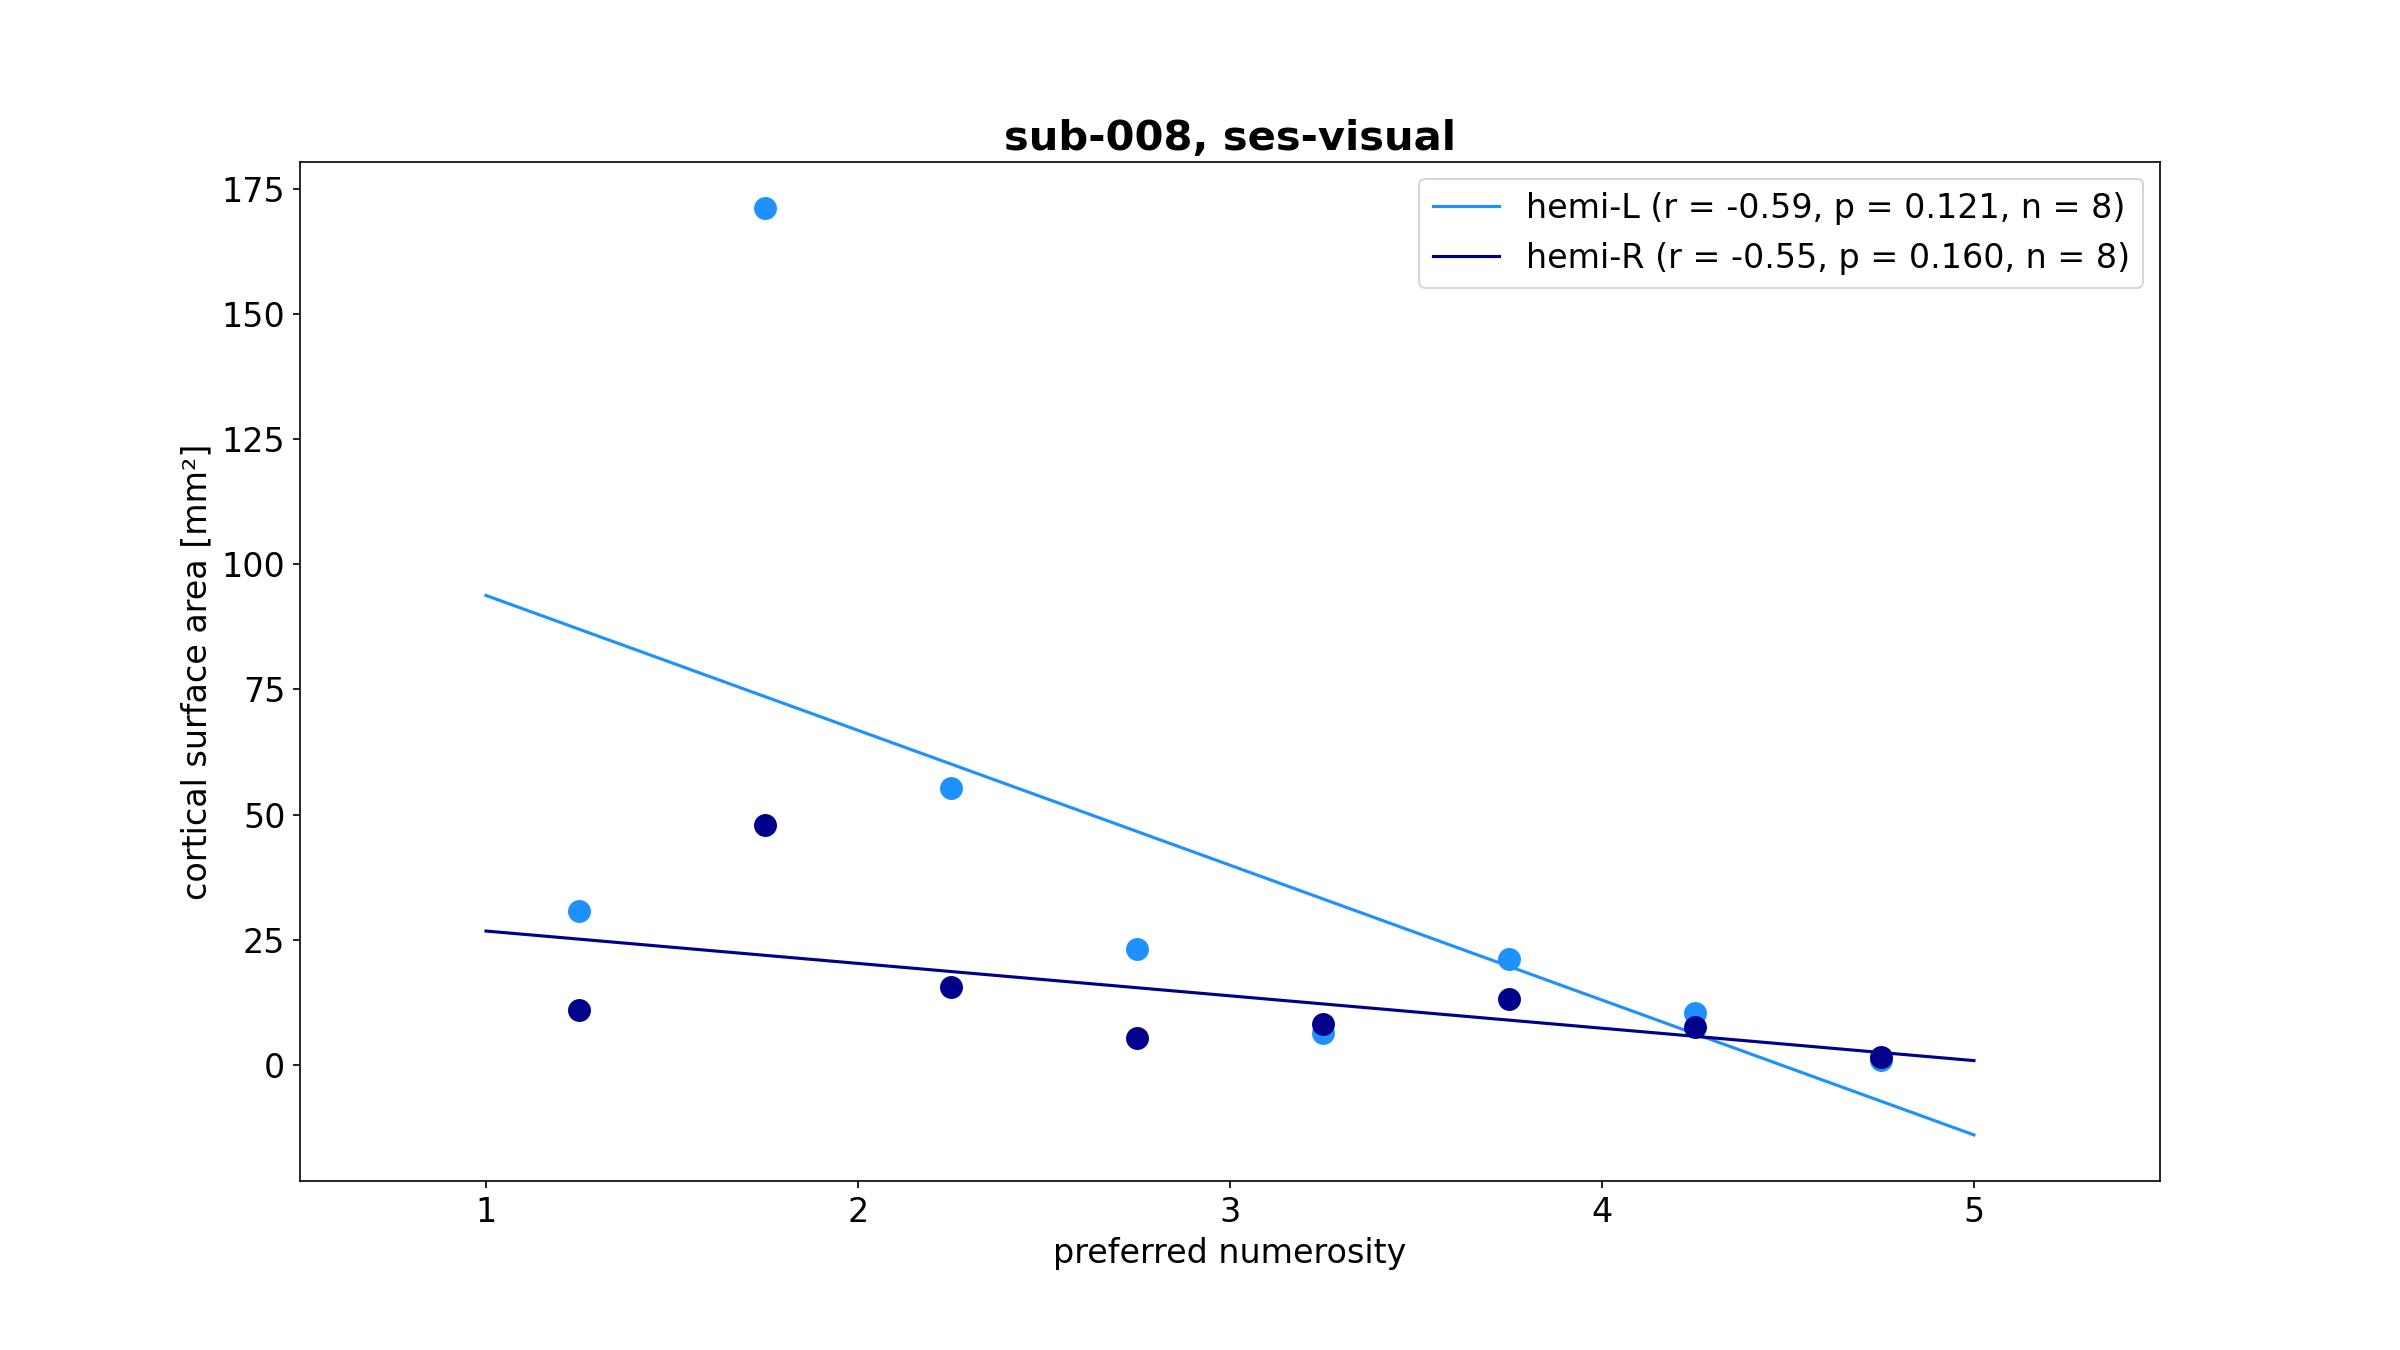 sub-008, ses-visual
hemi-L (r = -0.59, p = 0.121, n = 8)
hemi-R (r = -0.55, p = 0.160, n = 8)
175
150
125
100
75
50
25
0
cortical surface area [mm²]
1 2 3 4 5
preferred numerosity